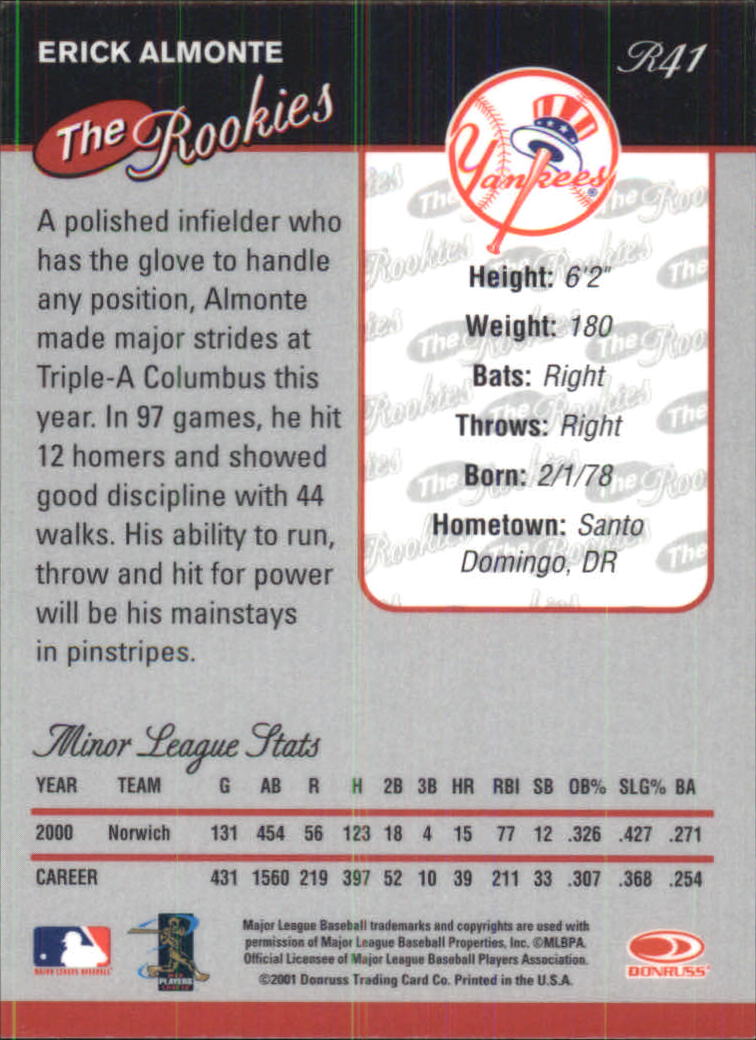 ERICK ALMONTE
R41
The Rookies
Yankees
A polished infielder who
has the glove to handle
any position, Almonte
made major strides at
Triple-A Columbus this
year. In 97 games, he hit
12 homers and showed
good discipline with 44
walks. His ability to run,
throw and hit for power
will be his mainstays
in pinstripes.
Height: 6'2"
Weight: 180
Bats: Right
Throws: Right
Born: 2/1/78
Hometown: Santo
Domingo, DR
Minor League Stats
YEAR TEAM G AB R H 2B 3B HR RBI SB OB% SLG% BA
2000 Norwich 131 454 56 123 18 4 15 77 12 .326 .427 .271
CAREER 431 1560 219 397 52 10 39 211 33 .307 .368 .254
Major League Baseball trademarks and copyrights are used with
permission of Major League Baseball Properties, Inc. ©MLBPA.
Official Licensee of Major League Baseball Players Association.
©2001 Donruss Trading Card Co. Printed in the U.S.A.
MAJOR LEAGUE BASEBALL
PLAYERS
DONRUSS